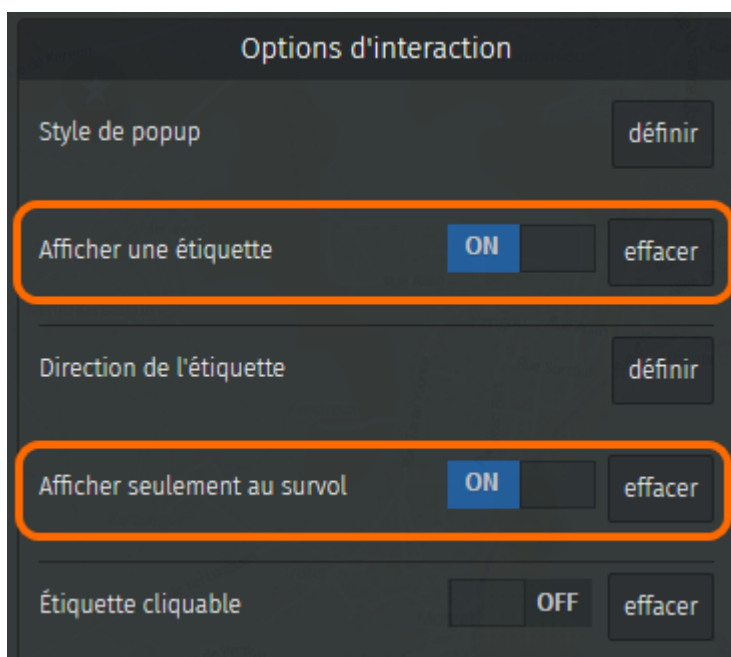 Options d'interaction
Style de popup définir
Afficher une étiquette ON effacer
Direction de l'étiquette définir
Afficher seulement au survol ON effacer
Étiquette cliquable OFF effacer